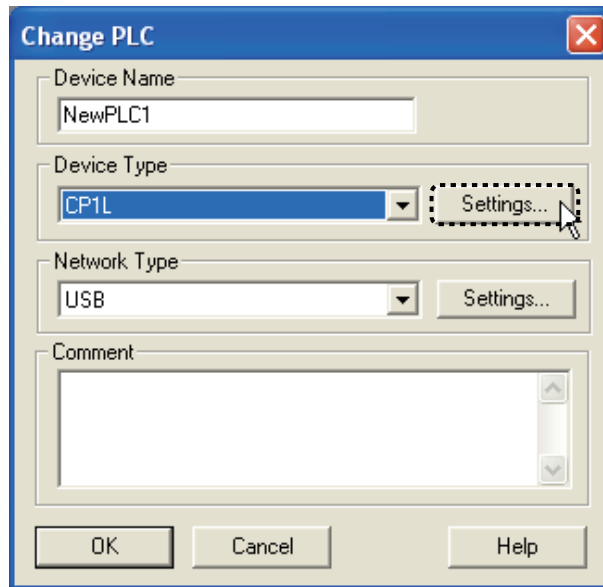 Change PLC
Device Name
NewPLC1
Device Type
CP1L
Settings...
Network Type
USB
Settings...
Comment
OK
Cancel
Help